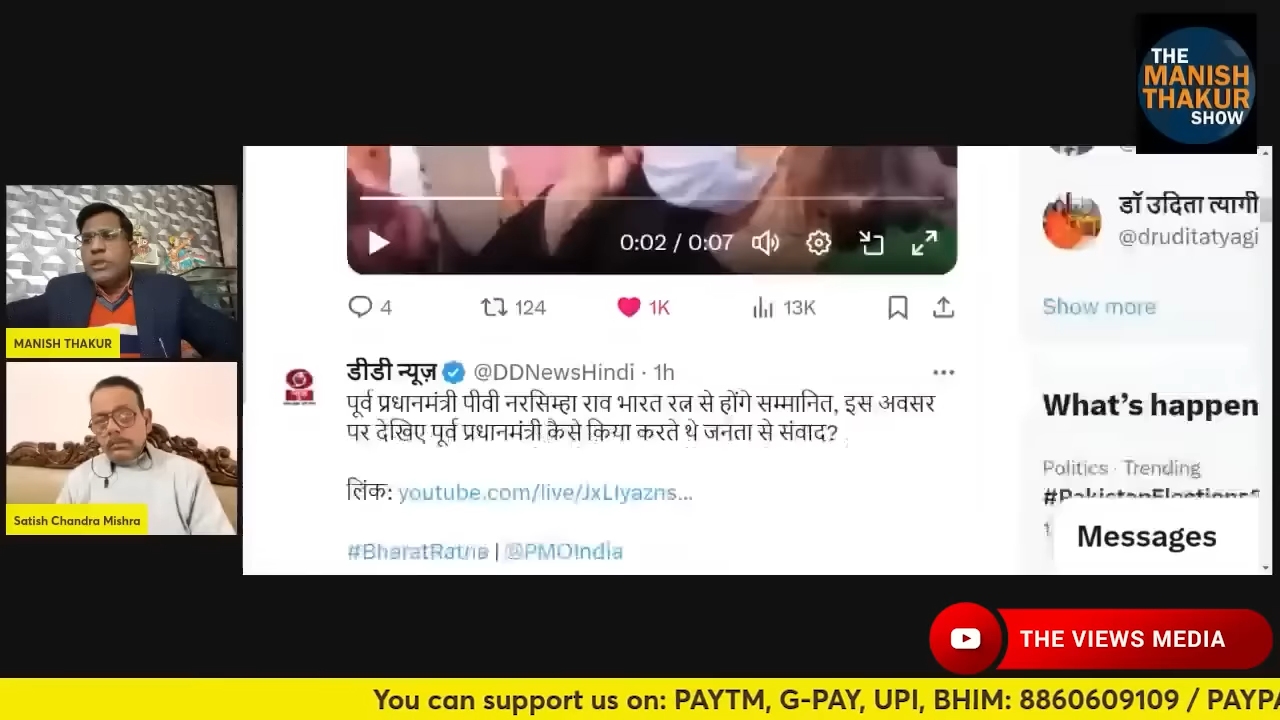 THE
MANISH
THAKUR
SHOW
MANISH THAKUR
Satish Chandra Mishra
0:02 / 0:07
4
124
1K
13K
डीडी न्यूज़ @DDNewsHindi · 1h
पूर्व प्रधानमंत्री पीवी नरसिम्हा राव भारत रत्न से होंगे सम्मानित, इस अवसर
पर देखिए पूर्व प्रधानमंत्री कैसे किया करते थे जनता से संवाद?
लिंक: youtube.com/live/JxLIyazns...
#BharatRatna | @PMOIndia
डॉ उदिता त्यागी
@druditatyagi
Show more
What's happen
Politics · Trending
Messages
THE VIEWS MEDIA
You can support us on: PAYTM, G-PAY, UPI, BHIM: 8860609109 / PAYPA